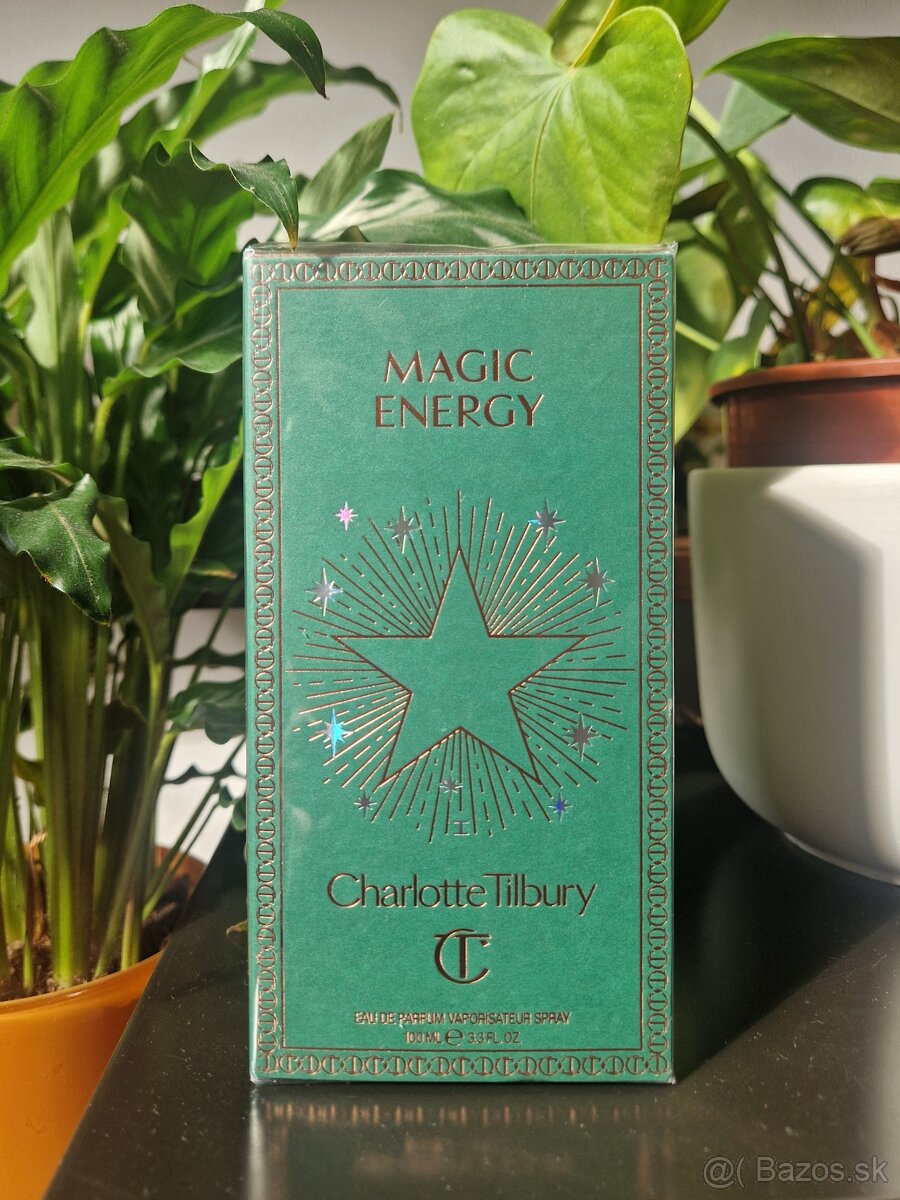 MAGIC
ENERGY
Charlotte Tilbury
CT
EAU DE PARFUM VAPORISATEUR SPRAY
100 ML ℮ 3.3 FL. OZ.
@( Bazos.sk